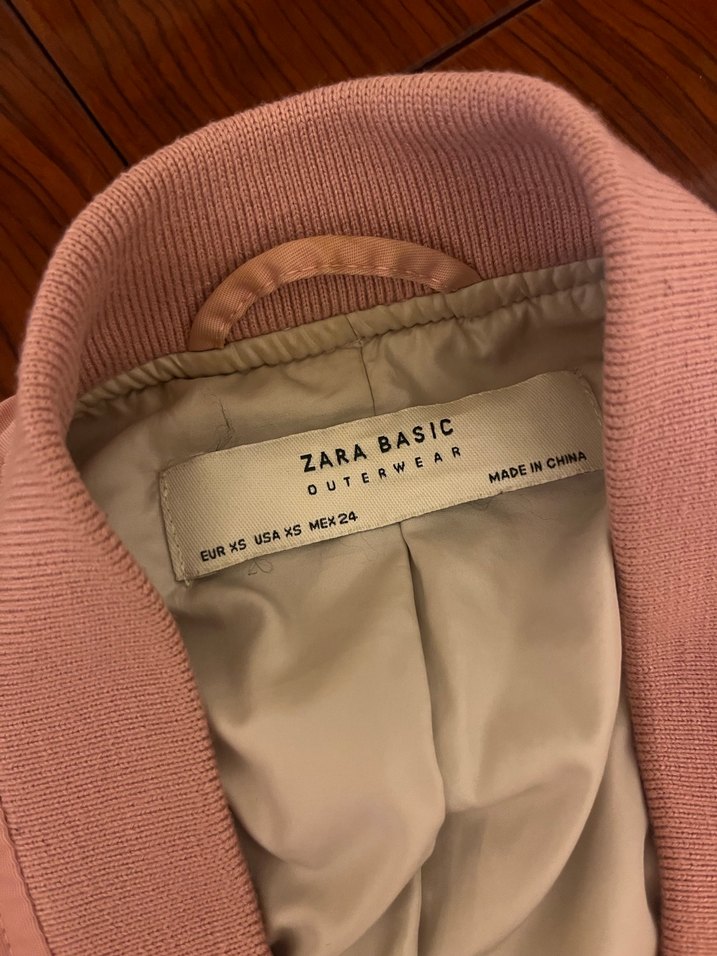 ZARA BASIC
OUTERWEAR
MADE IN CHINA
EUR XS USA XS MEX 24